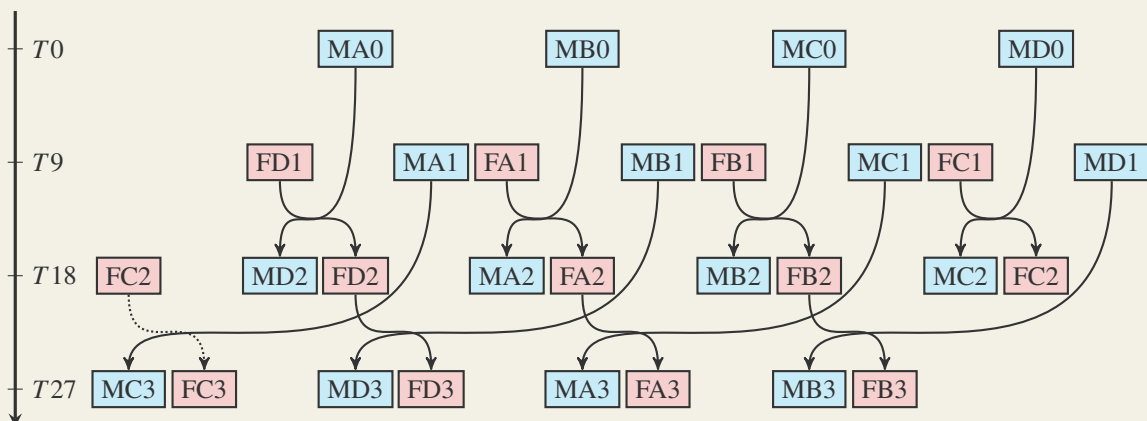 T0 MA0 MB0 MC0 MD0
T9 FD1 MA1 FA1 MB1 FB1 MC1 FC1 MD1
T18 FC2 MD2 FD2 MA2 FA2 MB2 FB2 MC2 FC2
T27 MC3 FC3 MD3 FD3 MA3 FA3 MB3 FB3